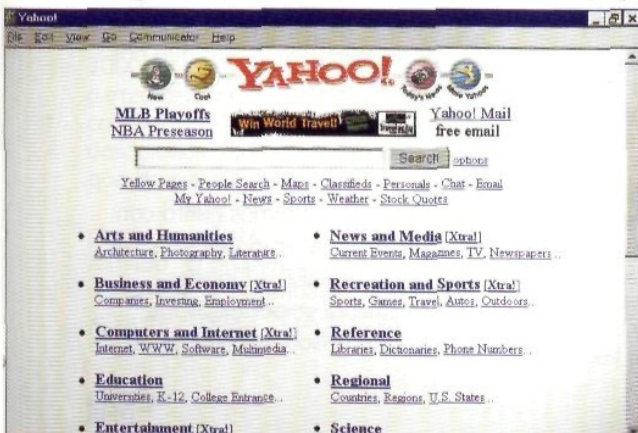 Yahoo!
File Edit View Go Communicator Help
YAHOO!
New Cool Today's News More Yahoos
MLB Playoffs
NBA Preseason
Win World Travel!
Yahoo! Mail
free email
Search options
Yellow Pages - People Search - Maps - Classifieds - Personals - Chat - Email
My Yahoo! - News - Sports - Weather - Stock Quotes
• Arts and Humanities
Architecture, Photography, Literature...
• Business and Economy [Xtra!]
Companies, Investing, Employment...
• Computers and Internet [Xtra!]
Internet, WWW, Software, Multimedia...
• Education
Universities, K-12, College Entrance...
• Entertainment [Xtra!]
• News and Media [Xtra!]
Current Events, Magazines, TV, Newspapers...
• Recreation and Sports [Xtra!]
Sports, Games, Travel, Autos, Outdoors...
• Reference
Libraries, Dictionaries, Phone Numbers...
• Regional
Countries, Regions, U.S. States...
• Science